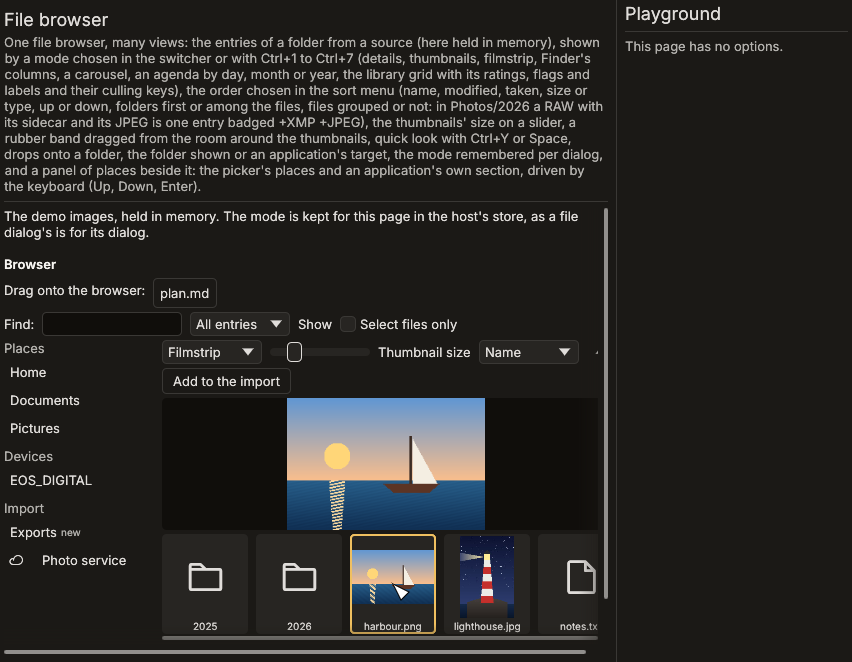 File browser
One file browser, many views: the entries of a folder from a source (here held in memory), shown
by a mode chosen in the switcher or with Ctrl+1 to Ctrl+7 (details, thumbnails, filmstrip, Finder's
columns, a carousel, an agenda by day, month or year, the library grid with its ratings, flags and
labels and their culling keys), the order chosen in the sort menu (name, modified, taken, size or
type, up or down, folders first or among the files, files grouped or not: in Photos/2026 a RAW with
its sidecar and its JPEG is one entry badged +XMP +JPEG), the thumbnails' size on a slider, a
rubber band dragged from the room around the thumbnails, quick look with Ctrl+Y or Space,
drops onto a folder, the folder shown or an application's target, the mode remembered per dialog,
and a panel of places beside it: the picker's places and an application's own section, driven by
the keyboard (Up, Down, Enter).
The demo images, held in memory. The mode is kept for this page in the host's store, as a file
dialog's is for its dialog.
Browser
Drag onto the browser: plan.md
Find: All entries Show Select files only
Places
Home
Documents
Pictures
Devices
EOS_DIGITAL
Import
Exports new
Photo service
Filmstrip Thumbnail size Name
Add to the import
2025 2026 harbour.png lighthouse.jpg notes.tx
Playground
This page has no options.